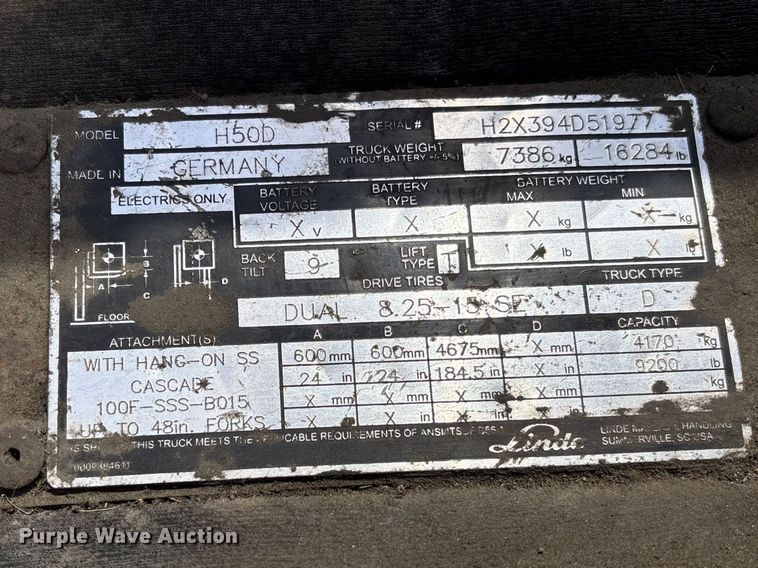 MODEL H50D SERIAL # H2X394D51977
MADE IN GERMANY TRUCK WEIGHT (WITHOUT BATTERY +/-5%) 7386 kg 16284 lb
ELECTRICS ONLY BATTERY VOLTAGE BATTERY TYPE BATTERY WEIGHT MAX MIN
X V X X kg X kg
X lb X lb
BACK TILT 9 LIFT TYPE T
DRIVE TIRES TRUCK TYPE
DUAL 8.25-15 SE D
A B C D
FLOOR
ATTACHMENT(S) A B C D CAPACITY
WITH HANG-ON SS 600 mm 600 mm 4675 mm X mm 4170 kg
CASCADE 24 in 24 in 184.5 in X in 9200 lb
100F-SSS-B015 X mm X mm X mm X mm kg
UP TO 48in. FORKS X in X in X in X in
THIS TRUCK MEETS THE REQUIREMENTS OF
Linde LINDE MATERIAL HANDLING
SUMMERVILLE, SC USA
Purple Wave Auction